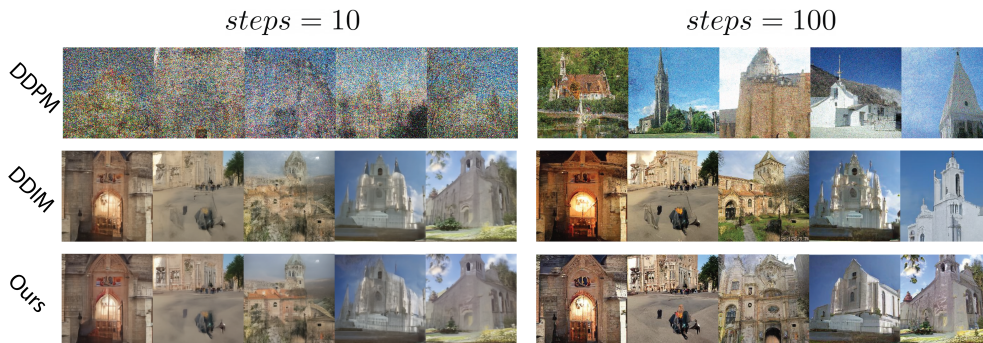 steps = 10
steps = 100
DDPM
DDIM
Ours